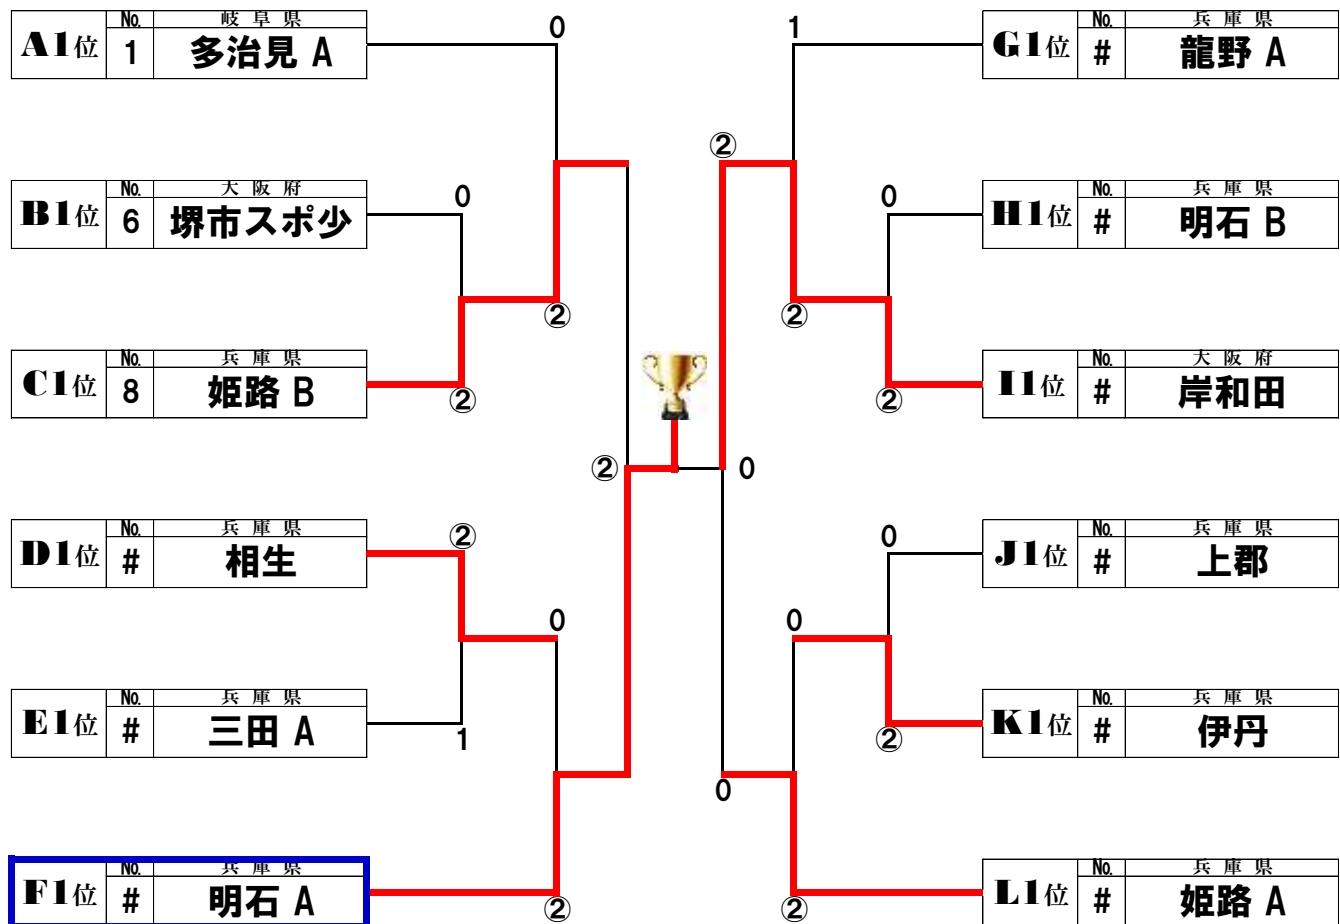 A1位 No. 1 岐阜県 多治見 A
0
B1位 No. 6 大阪府 堺市スポ少
0
②
C1位 No. 8 兵庫県 姫路 B
②
②
D1位 No. # 兵庫県 相生
②
0
E1位 No. # 兵庫県 三田 A
1
F1位 No. # 兵庫県 明石 A
②
1
G1位 No. # 兵庫県 龍野 A
②
0
H1位 No. # 兵庫県 明石 B
②
I1位 No. # 大阪府 岸和田
②
0
0
J1位 No. # 兵庫県 上郡
0
K1位 No. # 兵庫県 伊丹
②
0
L1位 No. # 兵庫県 姫路 A
②